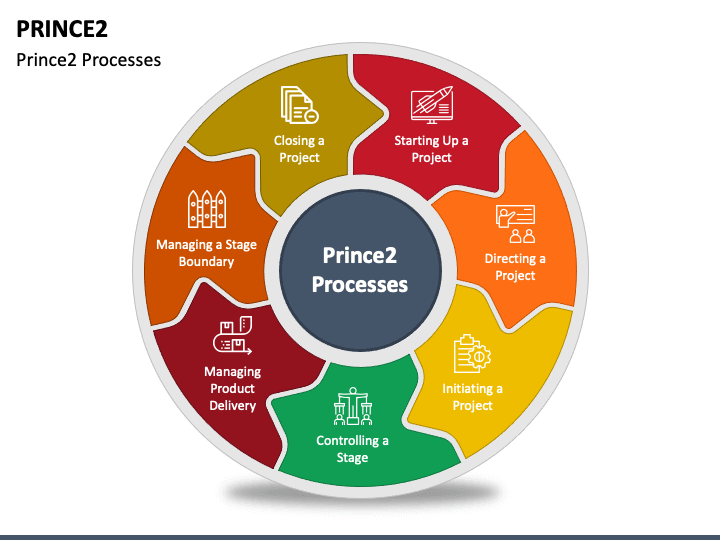 PRINCE2
Prince2 Processes
Closing a
Project
Starting Up a
Project
Directing a
Project
Initiating a
Project
Controlling a
Stage
Managing
Product
Delivery
Managing a Stage
Boundary
Prince2
Processes